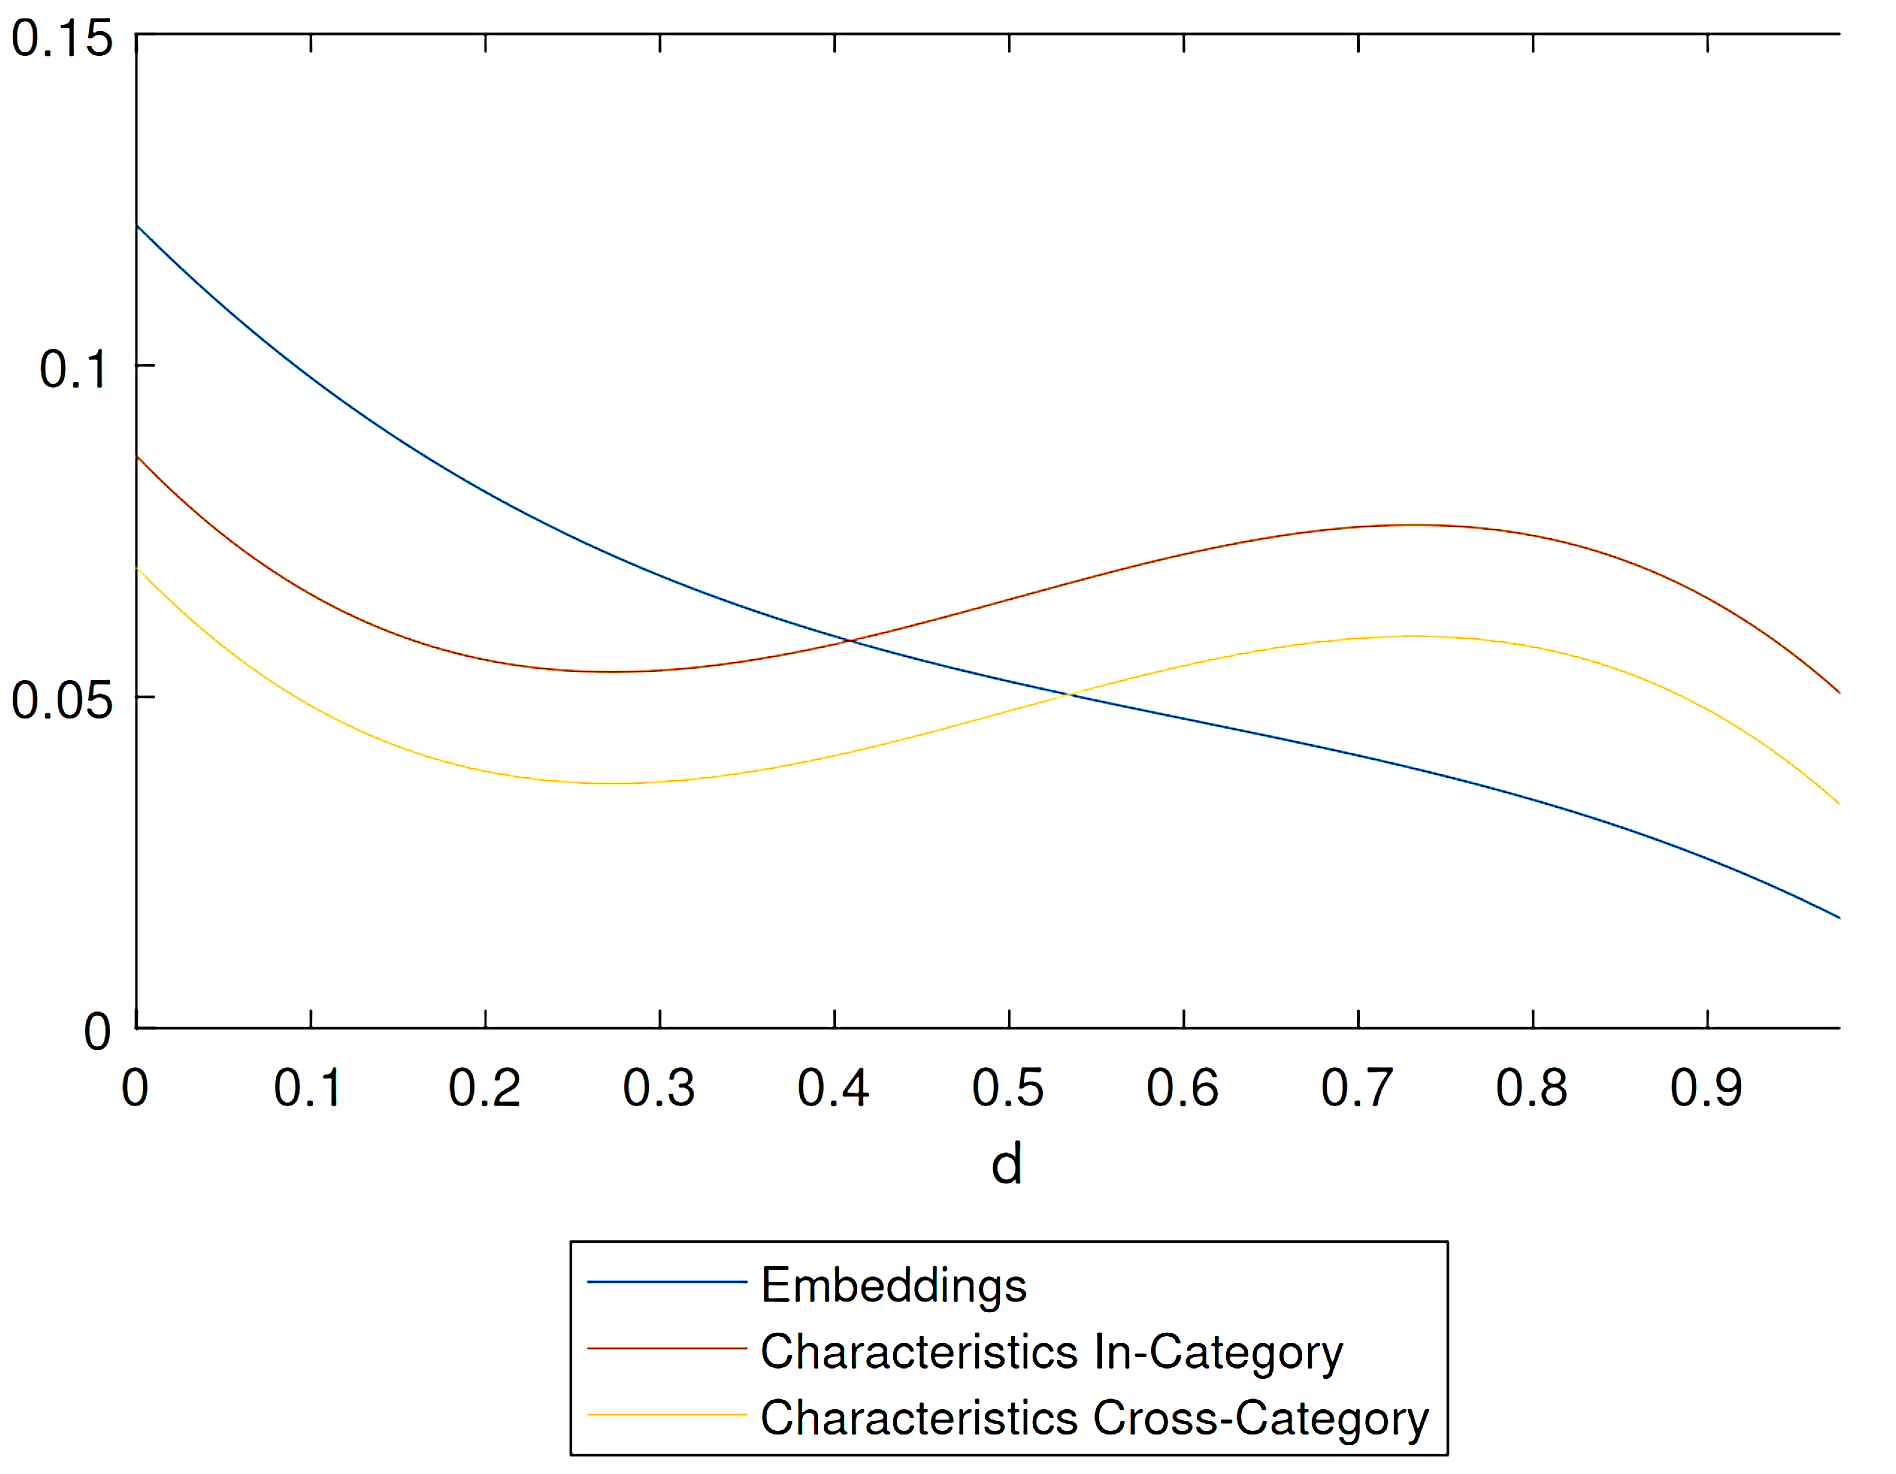 0.15
0.1
0.05
0
0 0.1 0.2 0.3 0.4 0.5 0.6 0.7 0.8 0.9
d
Embeddings
Characteristics In-Category
Characteristics Cross-Category